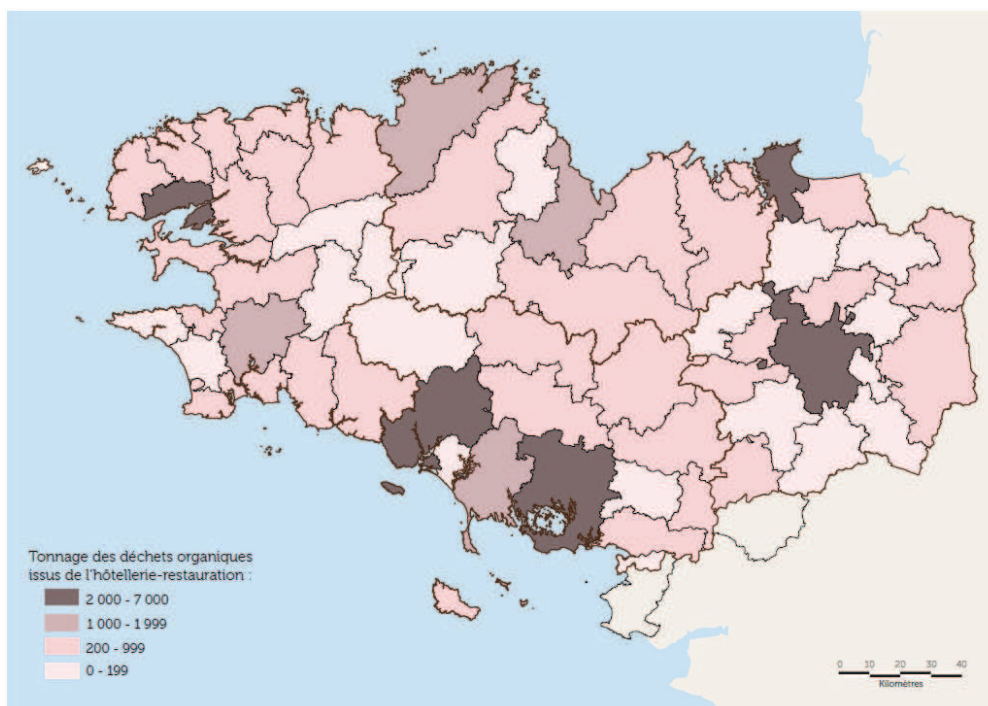 Tonnage des déchets organiques
issus de l'hôtellerie-restauration :
2 000 - 7 000
1 000 - 1 999
200 - 999
0 - 199
0 10 20 30 40
Kilomètres